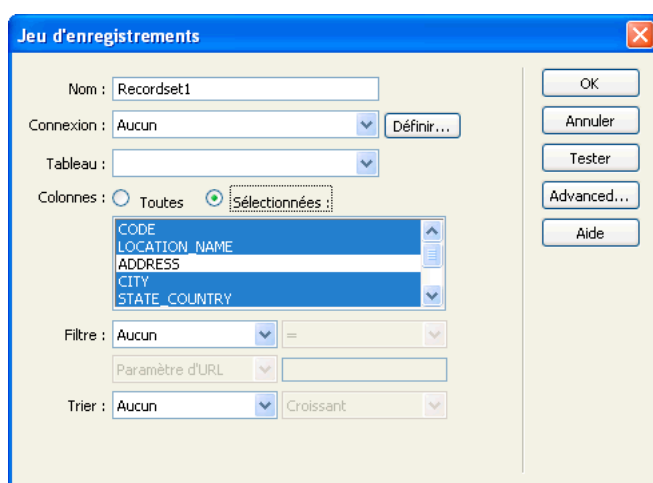 Jeu d'enregistrements
Nom : Recordset1
OK
Connexion : Aucun Définir...
Annuler
Tableau :
Tester
Colonnes : Toutes Sélectionnées :
Advanced...
CODE
LOCATION_NAME
ADDRESS
CITY
STATE_COUNTRY
Aide
Filtre : Aucun =
Paramètre d'URL
Trier : Aucun Croissant